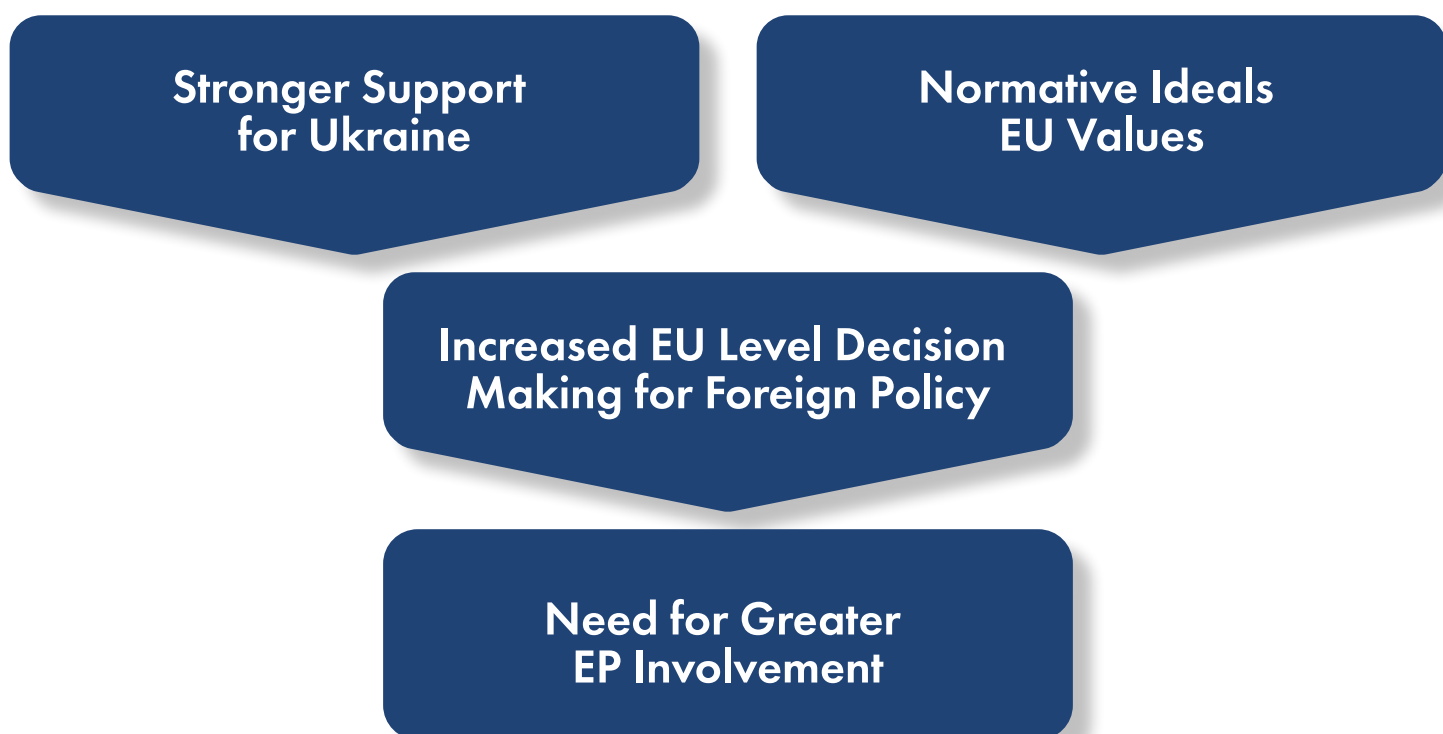 Stronger Support
for Ukraine
Normative Ideals
EU Values
Increased EU Level Decision
Making for Foreign Policy
Need for Greater
EP Involvement